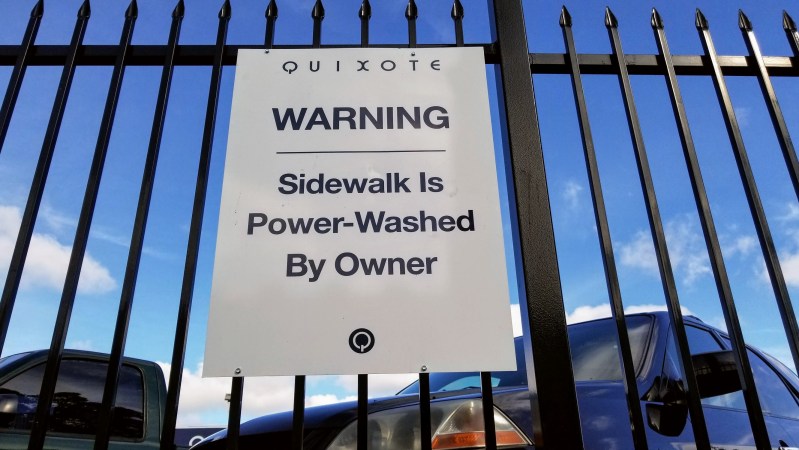 QUIXOTE
WARNING
Sidewalk Is
Power-Washed
By Owner